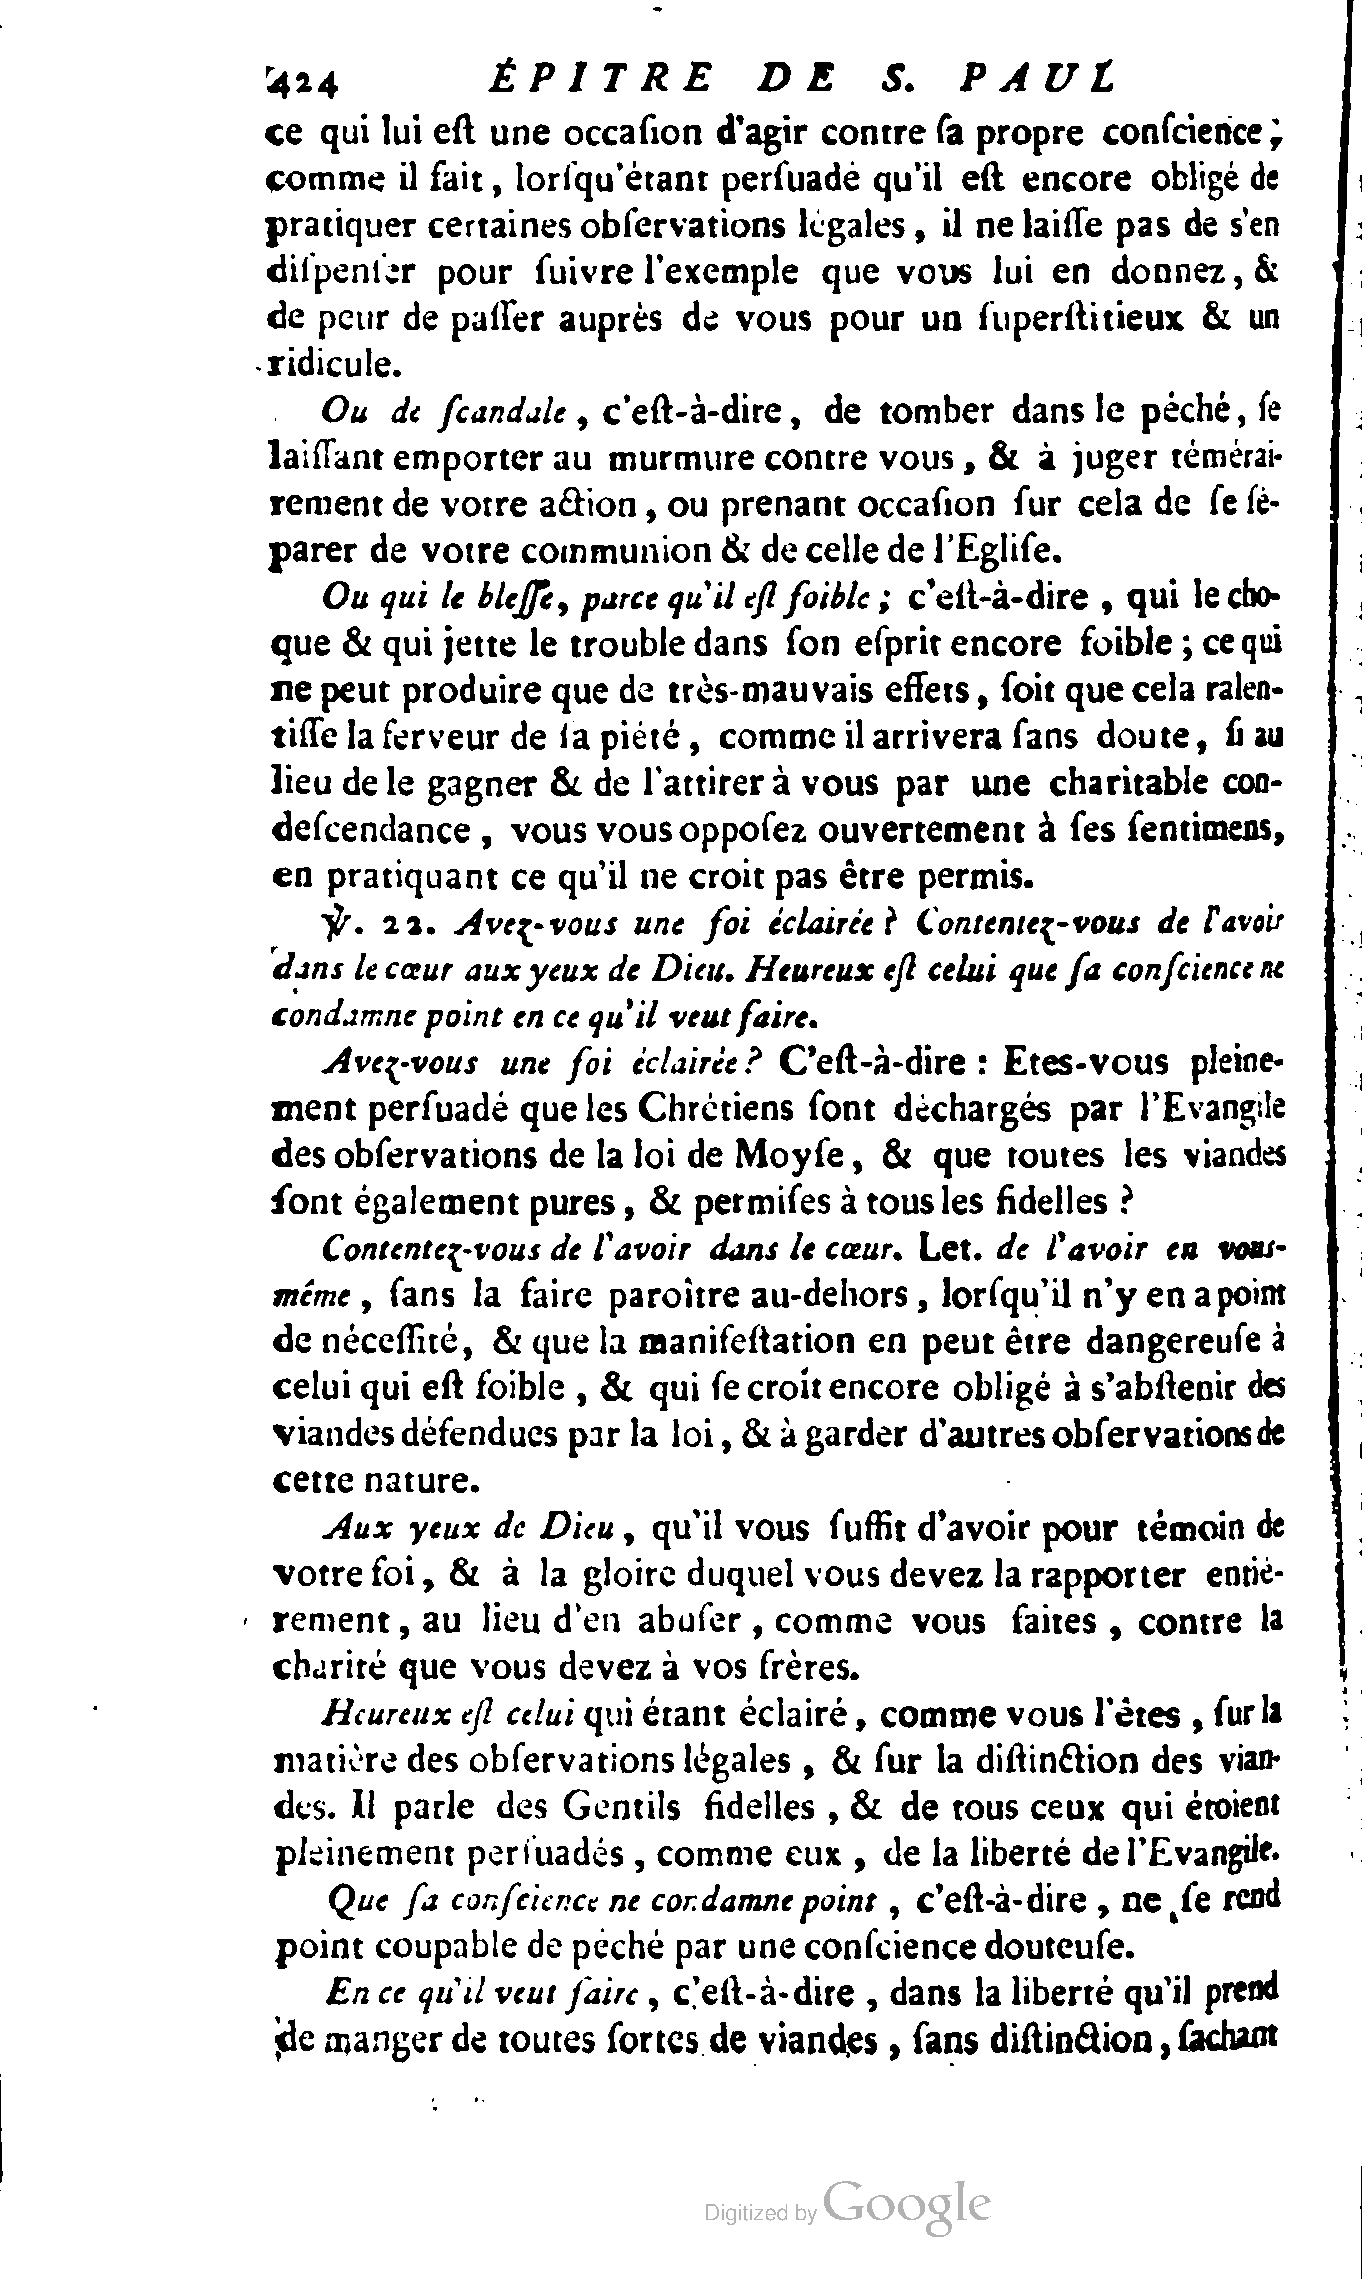 424 ÉPITRE DE S. PAUL
ce qui lui eſt une occaſion d'agir contre ſa propre conſcience ;
comme il fait, lorſqu'étant perſuadé qu'il eſt encore obligé de
pratiquer certaines obſervations légales, il ne laiſſe pas de s'en
diſpenſer pour ſuivre l'exemple que vous lui en donnez, &
de peur de paſſer auprès de vous pour un ſuperſtitieux & un
ridicule.
Ou de ſcandale, c'eſt-à-dire, de tomber dans le péché, ſe
laiſſant emporter au murmure contre vous, & à juger témérai-
rement de votre action, ou prenant occaſion ſur cela de ſe ſé-
parer de votre communion & de celle de l'Egliſe.
Ou qui le bleſſe, parce qu'il eſt foible ; c'eſt-à-dire, qui le cho-
que & qui jette le trouble dans ſon eſprit encore foible ; ce qui
ne peut produire que de très-mauvais effets, ſoit que cela ralen-
tiſſe la ferveur de ſa piété, comme il arrivera ſans doute, ſi au
lieu de le gagner & de l'attirer à vous par une charitable con-
deſcendance, vous vous oppoſez ouvertement à ſes ſentimens,
en pratiquant ce qu'il ne croit pas être permis.
℣. 22. Avez-vous une foi éclairée ? Contentez-vous de l'avoir
dans le cœur aux yeux de Dieu. Heureux eſt celui que ſa conſcience ne
condamne point en ce qu'il veut faire.
Avez-vous une foi éclairée ? C'eſt-à-dire : Etes-vous pleine-
ment perſuadé que les Chrétiens ſont déchargés par l'Evangile
des obſervations de la loi de Moyſe, & que toutes les viandes
ſont également pures, & permiſes à tous les fidelles ?
Contentez-vous de l'avoir dans le cœur. Let. de l'avoir en vous-
même, ſans la faire paroître au-dehors, lorſqu'il n'y en a point
de néceſſité, & que la manifeſtation en peut être dangereuſe à
celui qui eſt foible, & qui ſe croit encore obligé à s'abſtenir des
viandes défendues par la loi, & à garder d'autres obſervations de
cette nature.
Aux yeux de Dieu, qu'il vous ſuffit d'avoir pour témoin de
votre foi, & à la gloire duquel vous devez la rapporter entié-
rement, au lieu d'en abuſer, comme vous faites, contre la
charité que vous devez à vos frères.
Heureux eſt celui qui étant éclairé, comme vous l'êtes, ſur la
matière des obſervations légales, & ſur la diſtinction des vian-
des. Il parle des Gentils fidelles, & de tous ceux qui étoient
pleinement perſuadés, comme eux, de la liberté de l'Evangile.
Que ſa conſcience ne condamne point, c'eſt-à-dire, ne ſe rend
point coupable de péché par une conſcience douteuſe.
En ce qu'il veut faire, c'eſt-à-dire, dans la liberté qu'il prend
de manger de toutes ſortes de viandes, ſans diſtinction, ſachant
Digitized by Google